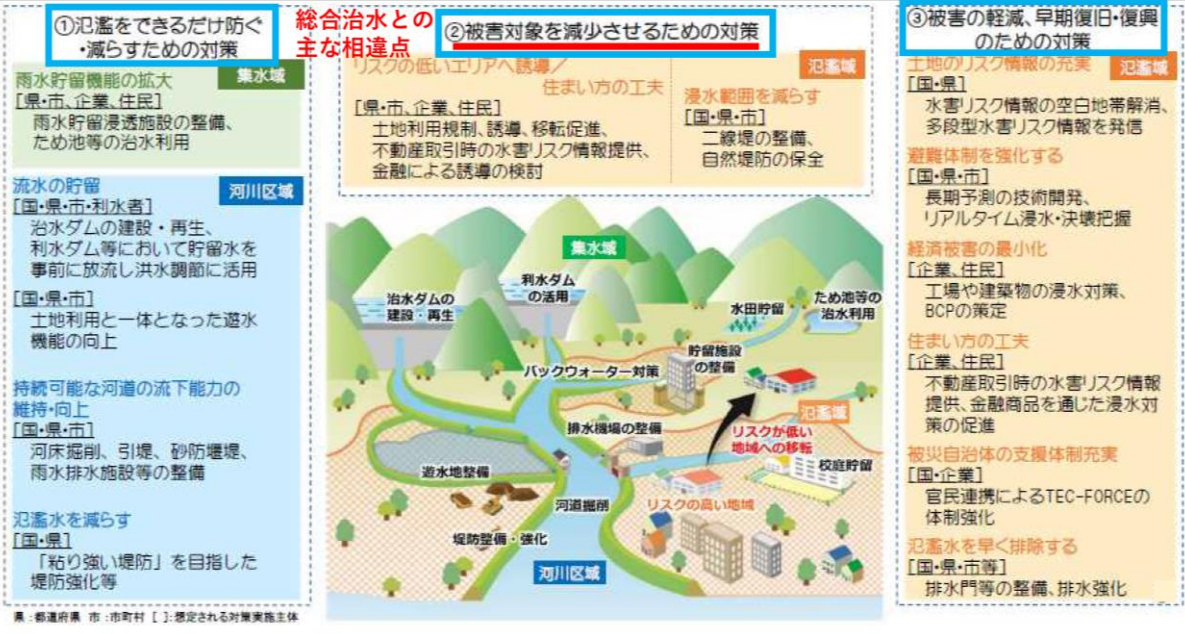 ①氾濫をできるだけ防ぐ
・減らすための対策
雨水貯留機能の拡大
集水域
[県・市、企業、住民]
雨水貯留浸透施設の整備、
ため池等の治水利用
流水の貯留
河川区域
[国・県・市・利水者]
治水ダムの建設・再生、
利水ダム等において貯留水を
事前に放流し洪水調節に活用
[国・県・市]
土地利用と一体となった遊水
機能の向上
持続可能な河道の流下能力の
維持・向上
[国・県・市]
河床掘削、引堤、砂防堰堤、
雨水排水施設等の整備
氾濫水を減らす
[国・県]
「粘り強い堤防」を目指した
堤防強化等
県：都道府県 市：市町村 [ ]：想定される対策実施主体
総合治水との
主な相違点
②被害対象を減少させるための対策
リスクの低いエリアへ誘導／
住まい方の工夫
氾濫域
[県・市、企業、住民]
土地利用規制、誘導、移転促進、
不動産取引時の水害リスク情報提供、
金融による誘導の検討
浸水範囲を減らす
[国・県・市]
二線堤の整備、
自然堤防の保全
集水域
治水ダムの
建設・再生
利水ダム
の活用
水田貯留
ため池等の
治水利用
貯留施設
の整備
バックウォーター対策
氾濫域
排水機場の整備
リスクが低い
地域への移転
遊水地整備
校庭貯留
河道掘削
リスクの高い地域
堤防整備・強化
河川区域
③被害の軽減、早期復旧・復興
のための対策
土地のリスク情報の充実
氾濫域
[国・県]
水害リスク情報の空白地帯解消、
多段型水害リスク情報を発信
避難体制を強化する
[国・県・市]
長期予測の技術開発、
リアルタイム浸水・決壊把握
経済被害の最小化
[企業、住民]
工場や建築物の浸水対策、
BCPの策定
住まい方の工夫
[企業、住民]
不動産取引時の水害リスク情報
提供、金融商品を通じた浸水対
策の促進
被災自治体の支援体制充実
[国・企業]
官民連携によるTEC-FORCEの
体制強化
氾濫水を早く排除する
[国・県・市等]
排水門等の整備、排水強化